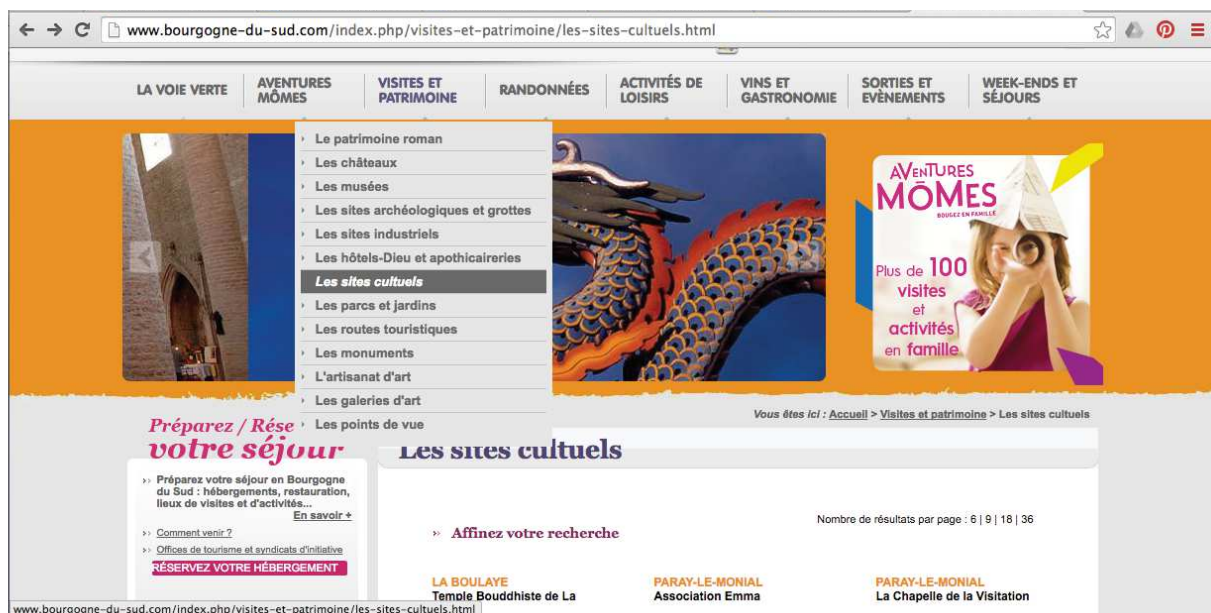 www.bourgogne-du-sud.com/index.php/visites-et-patrimoine/les-sites-cultuels.html
LA VOIE VERTE
AVENTURES
MÔMES
VISITES ET
PATRIMOINE
RANDONNÉES
ACTIVITÉS DE
LOISIRS
VINS ET
GASTRONOMIE
SORTIES ET
EVÈNEMENTS
WEEK-ENDS ET
SÉJOURS
Le patrimoine roman
Les châteaux
Les musées
Les sites archéologiques et grottes
Les sites industriels
Les hôtels-Dieu et apothicaireries
Les sites cultuels
Les parcs et jardins
Les routes touristiques
Les monuments
L'artisanat d'art
Les galeries d'art
Les points de vue
AVENTURES
MÔMES
BOUGEZ EN FAMILLE
Plus de 100
visites
et
activités
en famille
Vous êtes ici : Accueil > Visites et patrimoine > Les sites cultuels
Préparez / Rése
votre séjour
›› Préparez votre séjour en Bourgogne
du Sud : hébergements, restauration,
lieux de visites et d'activités...
En savoir +
›› Comment venir ?
›› Offices de tourisme et syndicats d'initiative
RÉSERVEZ VOTRE HÉBERGEMENT
Les sites cultuels
Nombre de résultats par page : 6 | 9 | 18 | 36
›› Affinez votre recherche
LA BOULAYE
Temple Bouddhiste de La
PARAY-LE-MONIAL
Association Emma
PARAY-LE-MONIAL
La Chapelle de la Visitation
www.bourgogne-du-sud.com/index.php/visites-et-patrimoine/les-sites-cultuels.html